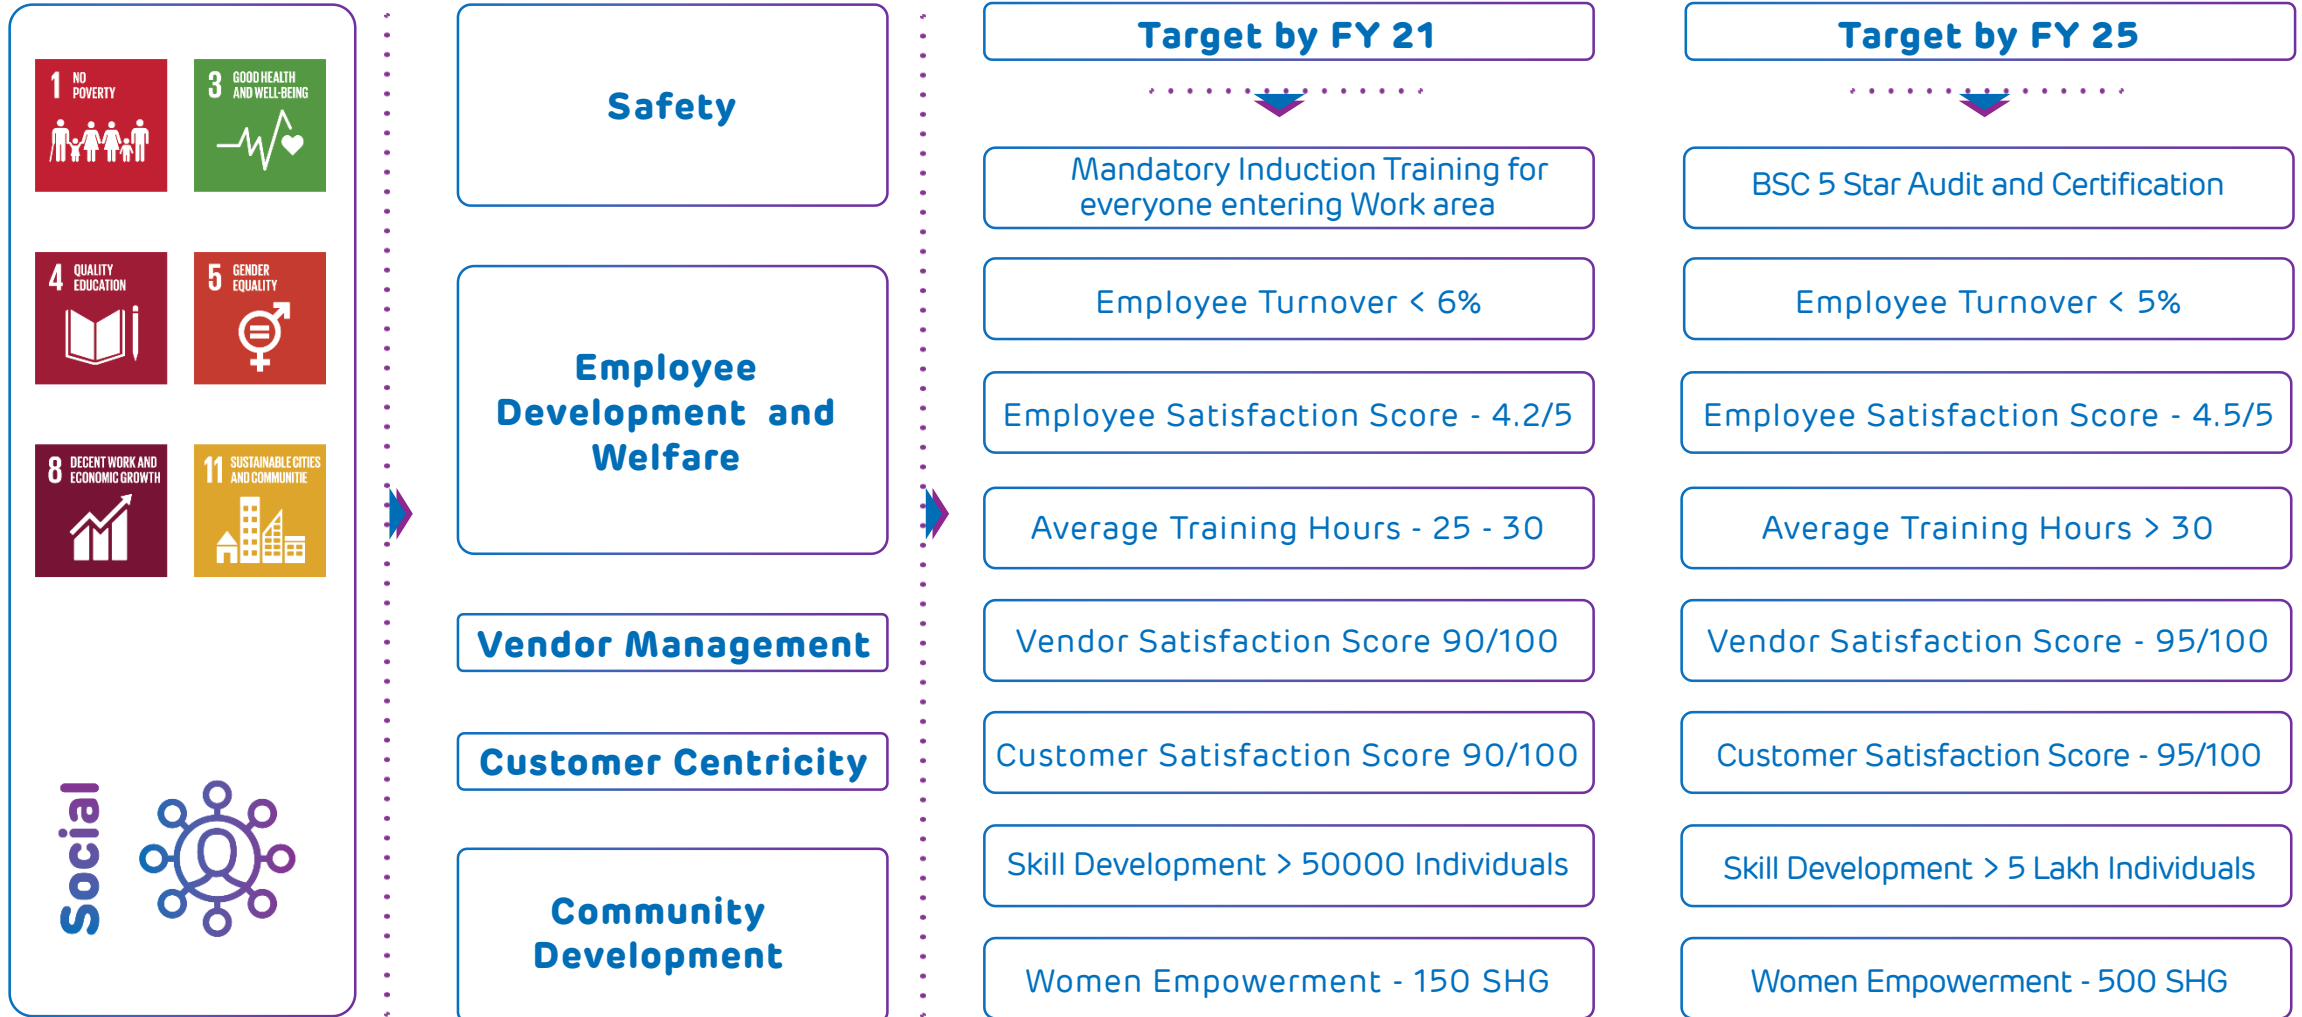 1 NO
POVERTY
3 GOOD HEALTH
AND WELL-BEING
4 QUALITY
EDUCATION
5 GENDER
EQUALITY
8 DECENT WORK AND
ECONOMIC GROWTH
11 SUSTAINABLE CITIES
AND COMMUNITIE
Social
Safety
Employee
Development and
Welfare
Vendor Management
Customer Centricity
Community
Development
Target by FY 21
Mandatory Induction Training for
everyone entering Work area
Employee Turnover < 6%
Employee Satisfaction Score - 4.2/5
Average Training Hours - 25 - 30
Vendor Satisfaction Score 90/100
Customer Satisfaction Score 90/100
Skill Development > 50000 Individuals
Women Empowerment - 150 SHG
Target by FY 25
BSC 5 Star Audit and Certification
Employee Turnover < 5%
Employee Satisfaction Score - 4.5/5
Average Training Hours > 30
Vendor Satisfaction Score - 95/100
Customer Satisfaction Score - 95/100
Skill Development > 5 Lakh Individuals
Women Empowerment - 500 SHG